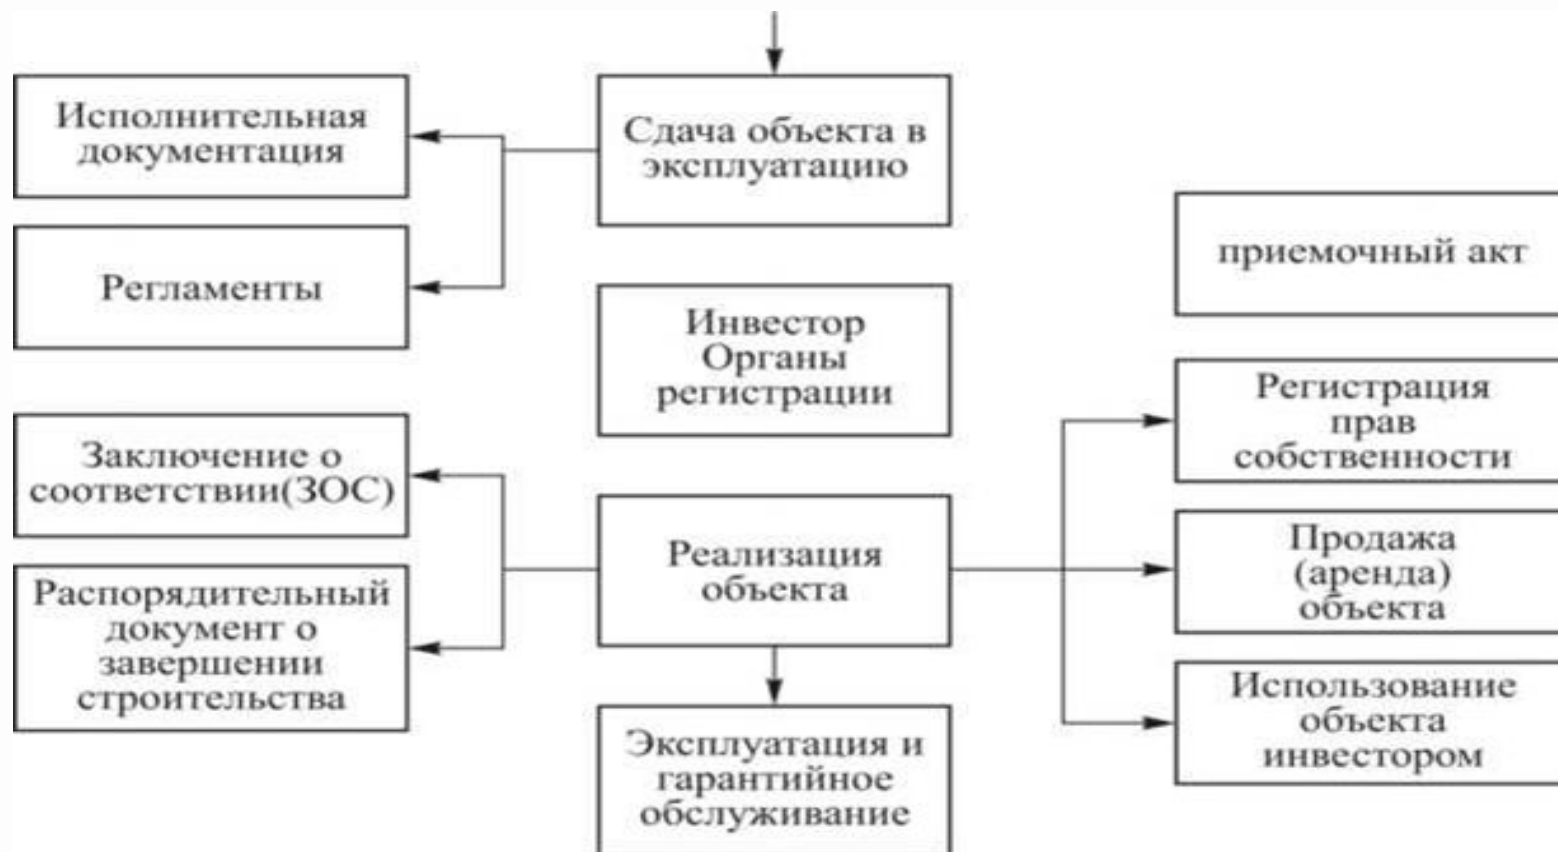 Исполнительная
документация
Сдача объекта в
эксплуатацию
Регламенты
приемочный акт
Инвестор
Органы
регистрации
Регистрация
прав
собственности
Заключение о
соответствии(ЗОС)
Реализация
объекта
Продажа
(аренда)
объекта
Распорядительный
документ о
завершении
строительства
Использование
объекта
инвестором
Эксплуатация и
гарантийное
обслуживание